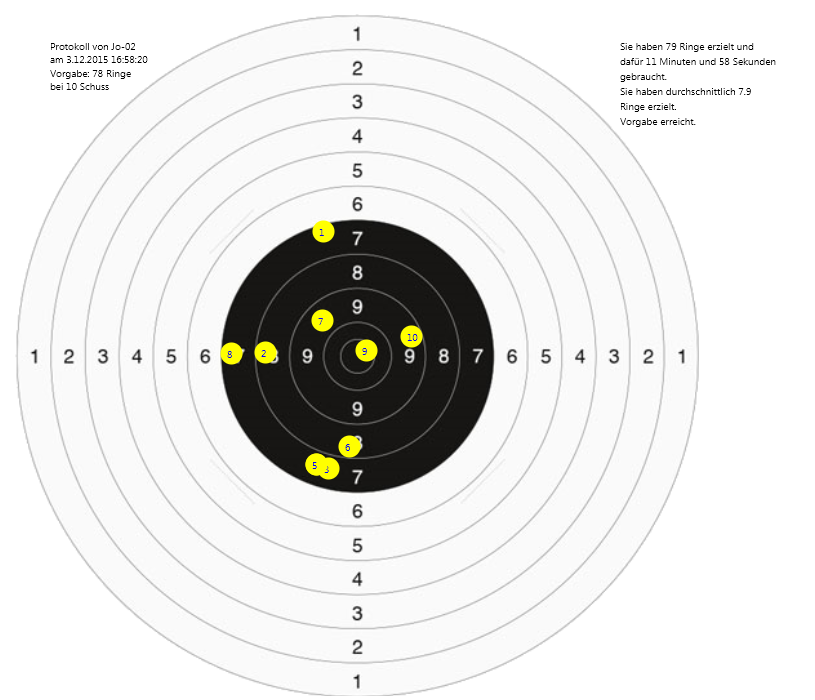 Protokoll von Jo-02
am 3.12.2015 16:58:20
Vorgabe: 78 Ringe
bei 10 Schuss
Sie haben 79 Ringe erzielt und
dafür 11 Minuten und 58 Sekunden
gebraucht.
Sie haben durchschnittlich 7.9
Ringe erzielt.
Vorgabe erreicht.
1
2
3
4
5
6
1
7
8
9
7
10
1 2 3 4 5 6 8 2 9 9 9 8 7 6 5 4 3 2 1
9
6
5
7
6
5
4
3
2
1